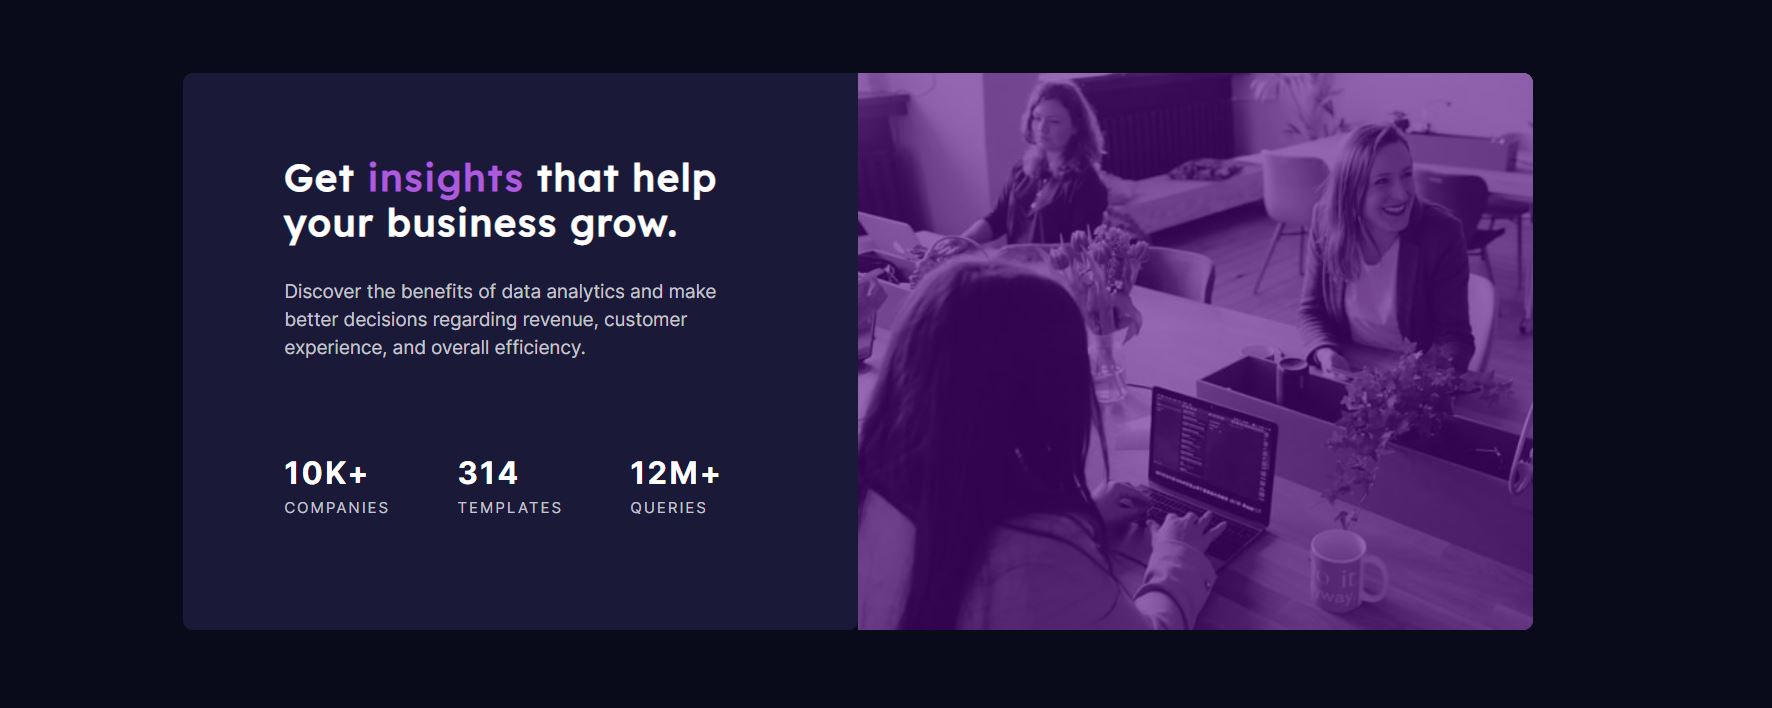 Get insights that help
your business grow.
Discover the benefits of data analytics and make
better decisions regarding revenue, customer
experience, and overall efficiency.
10K+ 314 12M+
COMPANIES TEMPLATES QUERIES